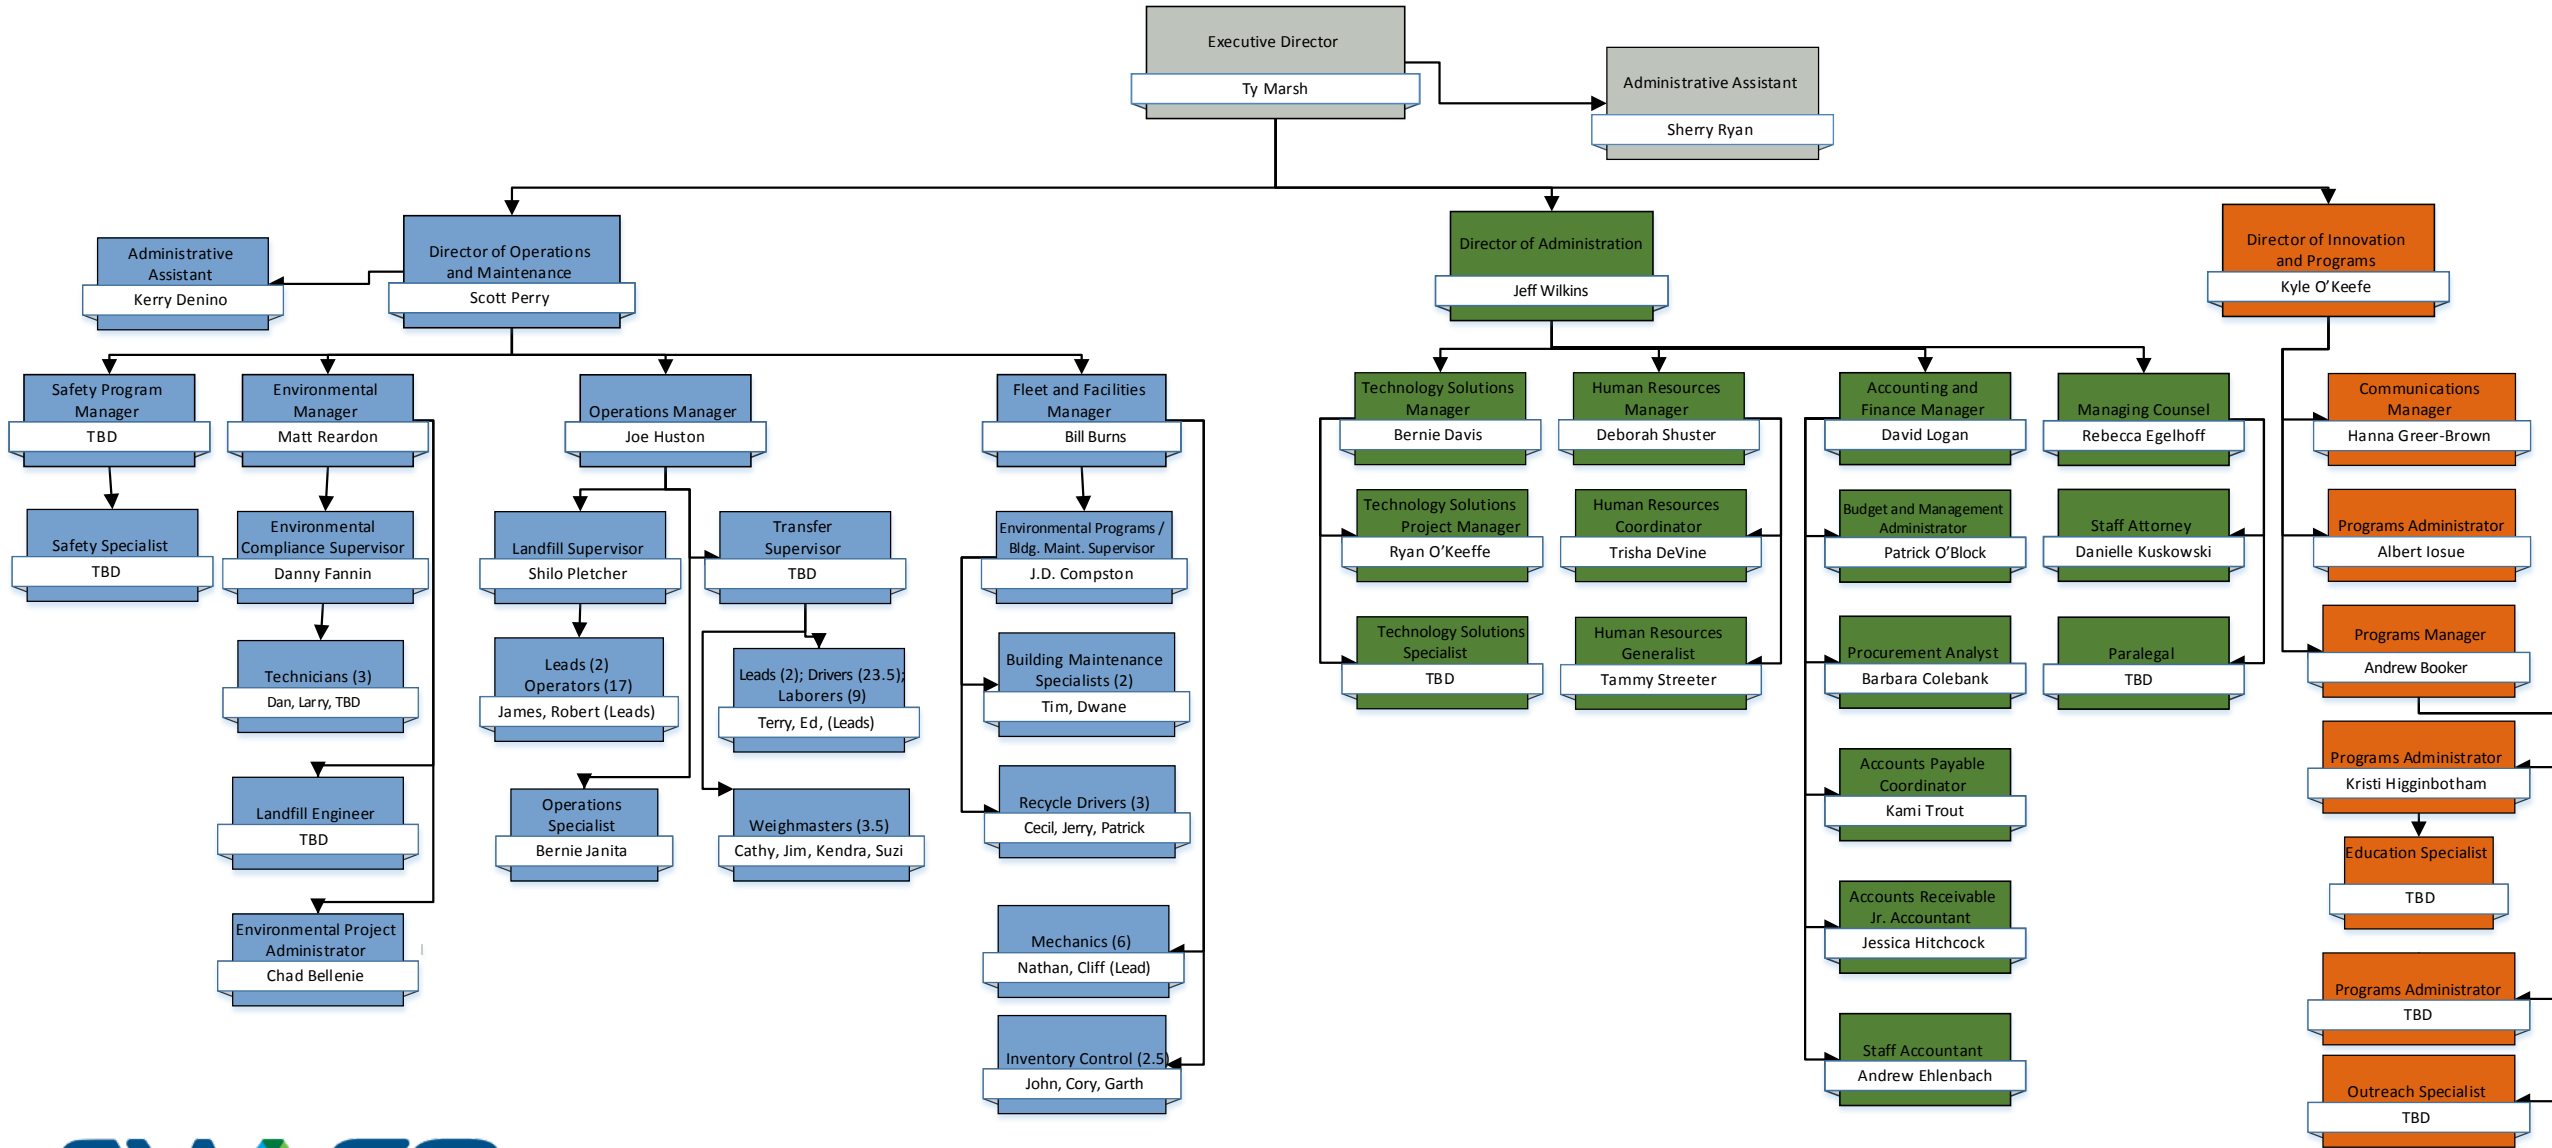 Executive Director
Ty Marsh
Administrative Assistant
Sherry Ryan
Administrative
Assistant
Kerry Denino
Director of Operations
and Maintenance
Scott Perry
Director of Administration
Jeff Wilkins
Director of Innovation
and Programs
Kyle O'Keefe
Safety Program
Manager
TBD
Environmental
Manager
Matt Reardon
Operations Manager
Joe Huston
Fleet and Facilities
Manager
Bill Burns
Technology Solutions
Manager
Bernie Davis
Human Resources
Manager
Deborah Shuster
Accounting and
Finance Manager
David Logan
Managing Counsel
Rebecca Egelhoff
Communications
Manager
Hanna Greer-Brown
Safety Specialist
TBD
Environmental
Compliance Supervisor
Danny Fannin
Landfill Supervisor
Shilo Pletcher
Transfer
Supervisor
TBD
Environmental Programs /
Bldg. Maint. Supervisor
J.D. Compston
Technology Solutions
Project Manager
Ryan O'Keeffe
Human Resources
Coordinator
Trisha DeVine
Budget and Management
Administrator
Patrick O'Block
Staff Attorney
Danielle Kuskowski
Programs Administrator
Albert Iosue
Technicians (3)
Dan, Larry, TBD
Leads (2)
Operators (17)
James, Robert (Leads)
Leads (2); Drivers (23.5);
Laborers (9)
Terry, Ed, (Leads)
Building Maintenance
Specialists (2)
Tim, Dwane
Technology Solutions
Specialist
TBD
Human Resources
Generalist
Tammy Streeter
Procurement Analyst
Barbara Colebank
Paralegal
TBD
Programs Manager
Andrew Booker
Landfill Engineer
TBD
Operations
Specialist
Bernie Janita
Weighmasters (3.5)
Cathy, Jim, Kendra, Suzi
Recycle Drivers (3)
Cecil, Jerry, Patrick
Accounts Payable
Coordinator
Kami Trout
Programs Administrator
Kristi Higginbotham
Education Specialist
TBD
Environmental Project
Administrator
Chad Bellenie
Mechanics (6)
Nathan, Cliff (Lead)
Accounts Receivable
Jr. Accountant
Jessica Hitchcock
Programs Administrator
TBD
Inventory Control (2.5)
John, Cory, Garth
Staff Accountant
Andrew Ehlenbach
Outreach Specialist
TBD